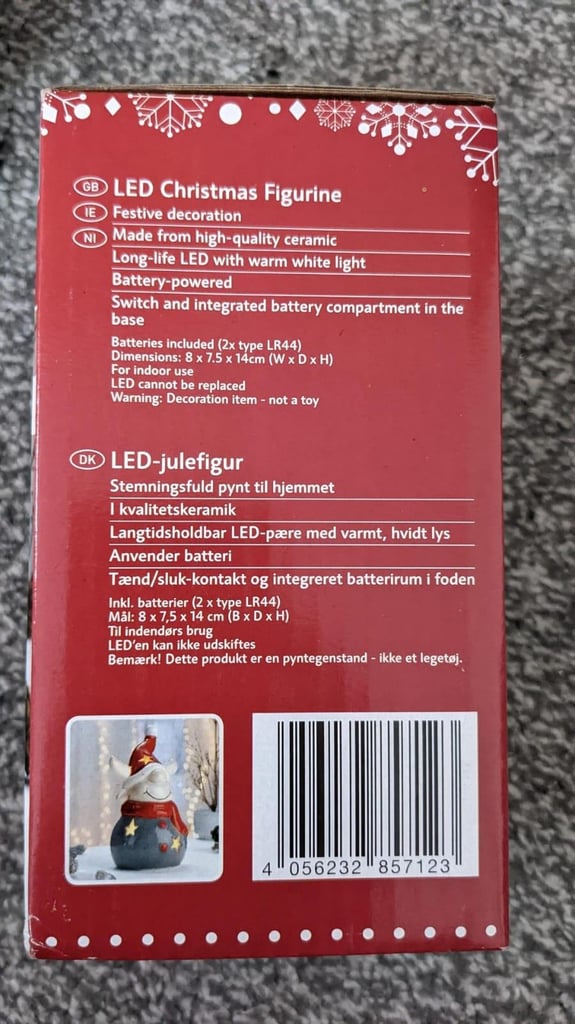 GB LED Christmas Figurine
IE Festive decoration
NI Made from high-quality ceramic
Long-life LED with warm white light
Battery-powered
Switch and integrated battery compartment in the
base
Batteries included (2x type LR44)
Dimensions: 8 x 7.5 x 14cm (W x D x H)
For indoor use
LED cannot be replaced
Warning: Decoration item - not a toy
DK LED-julefigur
Stemningsfuld pynt til hjemmet
I kvalitetskeramik
Langtidsholdbar LED-pære med varmt, hvidt lys
Anvender batteri
Tænd/sluk-kontakt og integreret batterirum i foden
Inkl. batterier (2 x type LR44)
Mål: 8 x 7,5 x 14 cm (B x D x H)
Til indendørs brug
LED'en kan ikke udskiftes
Bemærk! Dette produkt er en pyntegenstand - ikke et legetøj.
4 056232 857123